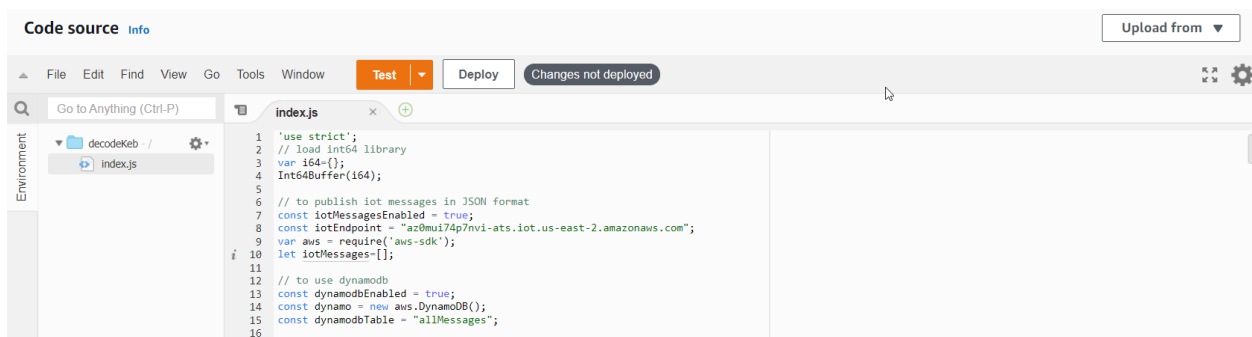 Code source Info
Upload from ▼
File Edit Find View Go Tools Window Test Deploy Changes not deployed
Go to Anything (Ctrl-P)
index.js
Environment
decodeKeb - /
index.js
1 'use strict';
2 // load int64 library
3 var i64={};
4 Int64Buffer(i64);
5
6 // to publish iot messages in JSON format
7 const iotMessagesEnabled = true;
8 const iotEndpoint = "az0mui74p7nvi-ats.iot.us-east-2.amazonaws.com";
9 var aws = require('aws-sdk');
i 10 let iotMessages=[];
11
12 // to use dynamodb
13 const dynamodbEnabled = true;
14 const dynamo = new aws.DynamoDB();
15 const dynamodbTable = "allMessages";
16